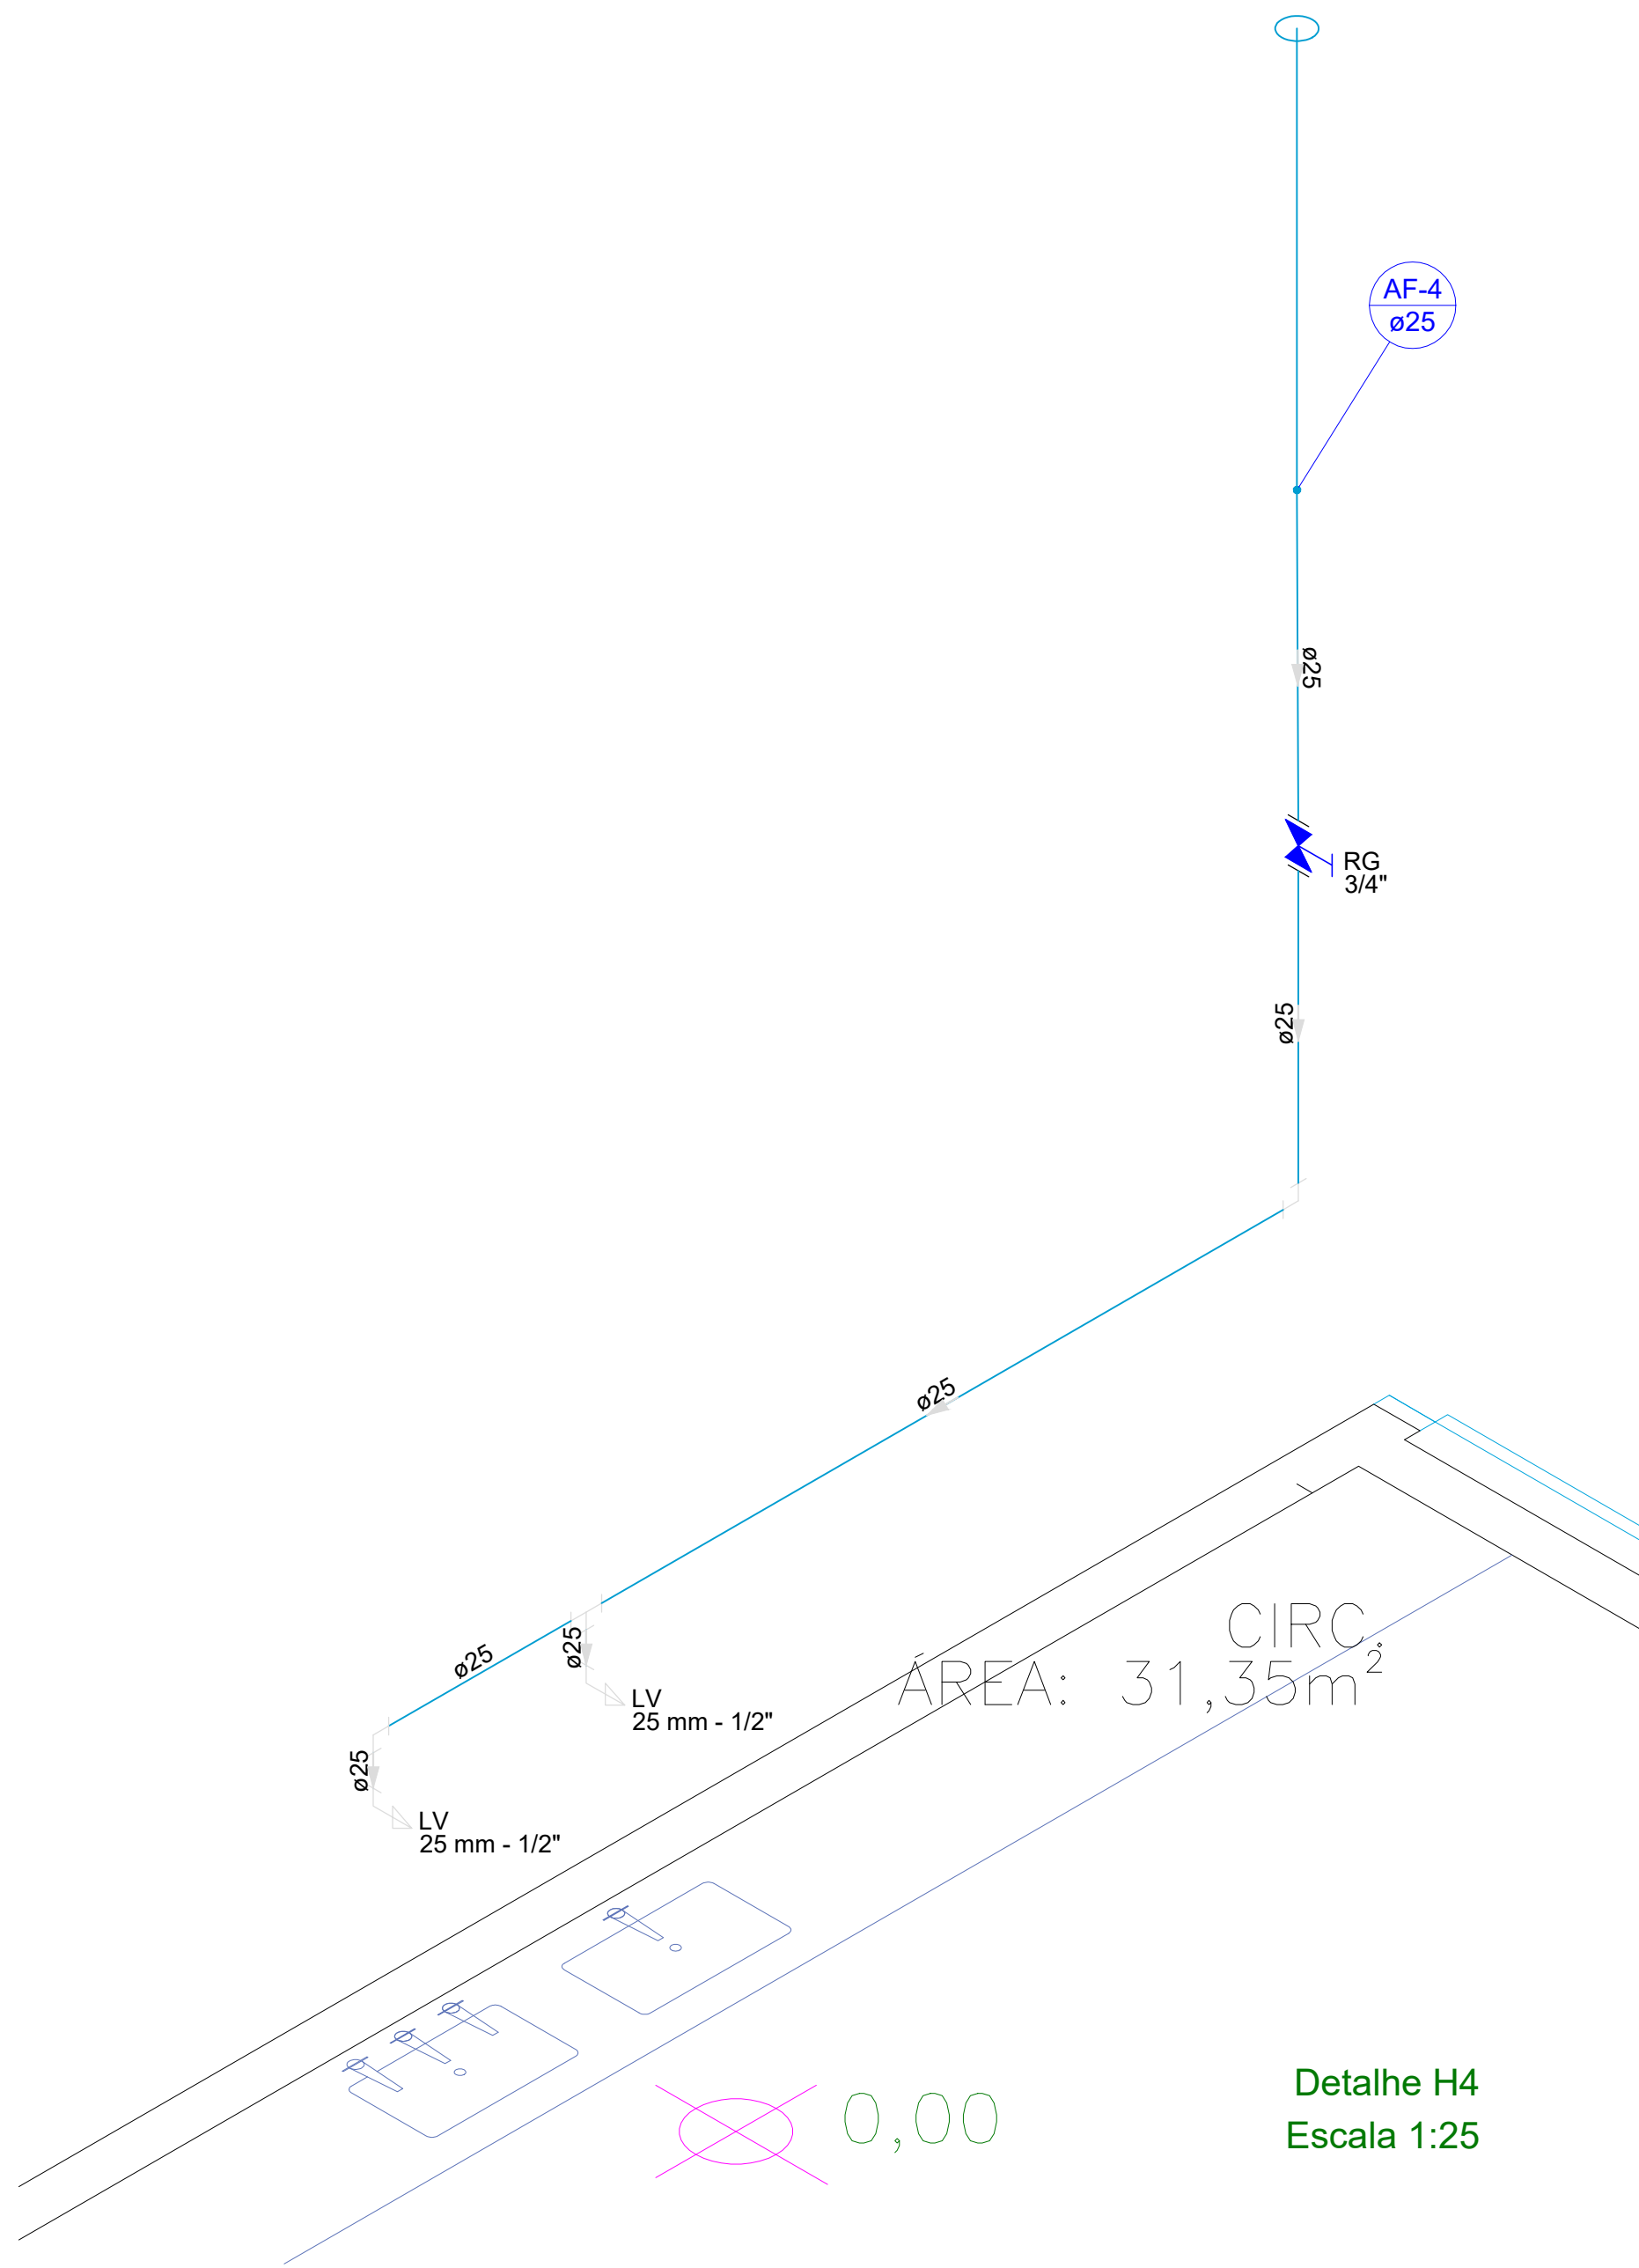 AF-4
ø25
ø25
RG
3/4"
ø25
ø25
ø25
ø25
LV
25 mm - 1/2"
ø25
LV
25 mm - 1/2"
CIRC.
ÁREA: 31,35m²
0,00
Detalhe H4
Escala 1:25